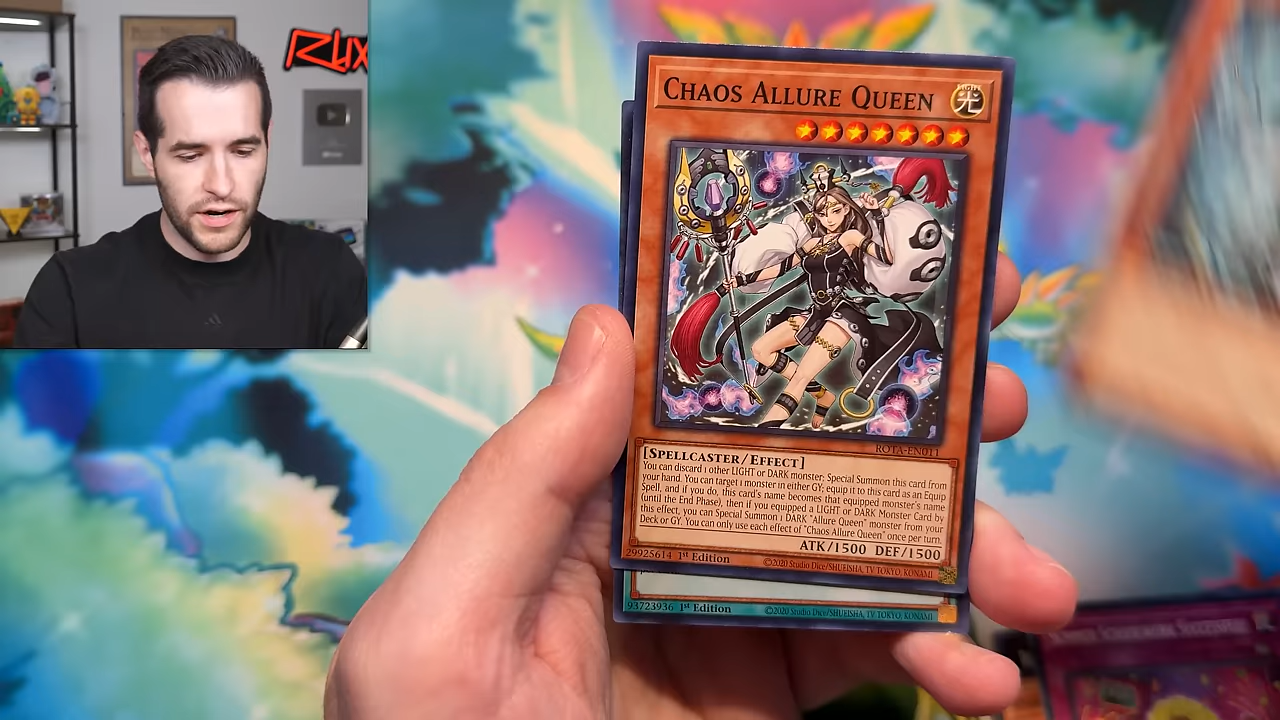 RUX
CHAOS ALLURE QUEEN
LIGHT
光
ROTA-EN011
[SPELLCASTER/EFFECT]
You can discard 1 other LIGHT or DARK monster; Special Summon this card from
your hand. You can target 1 monster in either GY; equip it to this card as an Equip
Spell, and if you do, this card's name becomes that equipped monster's name
(until the End Phase), then if you equipped a LIGHT or DARK Monster Card by
this effect, you can Special Summon 1 DARK "Allure Queen" monster from your
Deck or GY. You can only use each effect of "Chaos Allure Queen" once per turn.
ATK/1500 DEF/1500
29925614 1st Edition ©2020 Studio Dice/SHUEISHA, TV TOKYO, KONAMI
93723936 1st Edition ©2020 Studio Dice/SHUEISHA, TV TOKYO, KONAMI